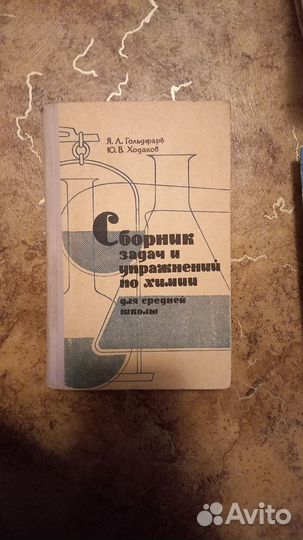 Я. Л. Гольдфарб
Ю. В. Ходаков
Сборник
задач и
упражнений
по химии
для средней
школы
Avito